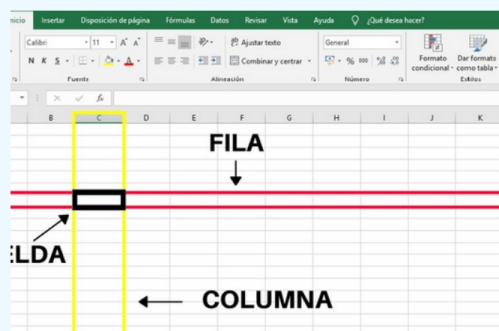 nicio Insertar Disposición de página Fórmulas Datos Revisar Vista Ayuda ¿Qué desea hacer?
Calibri 11 A A Ajustar texto General
N K S A Combinar y centrar % 000 Formato condicional Dar formato como tabla
Fuente Alineación Número Estilos
fx
B C D E F G H I J K
FILA
ELDA
COLUMNA